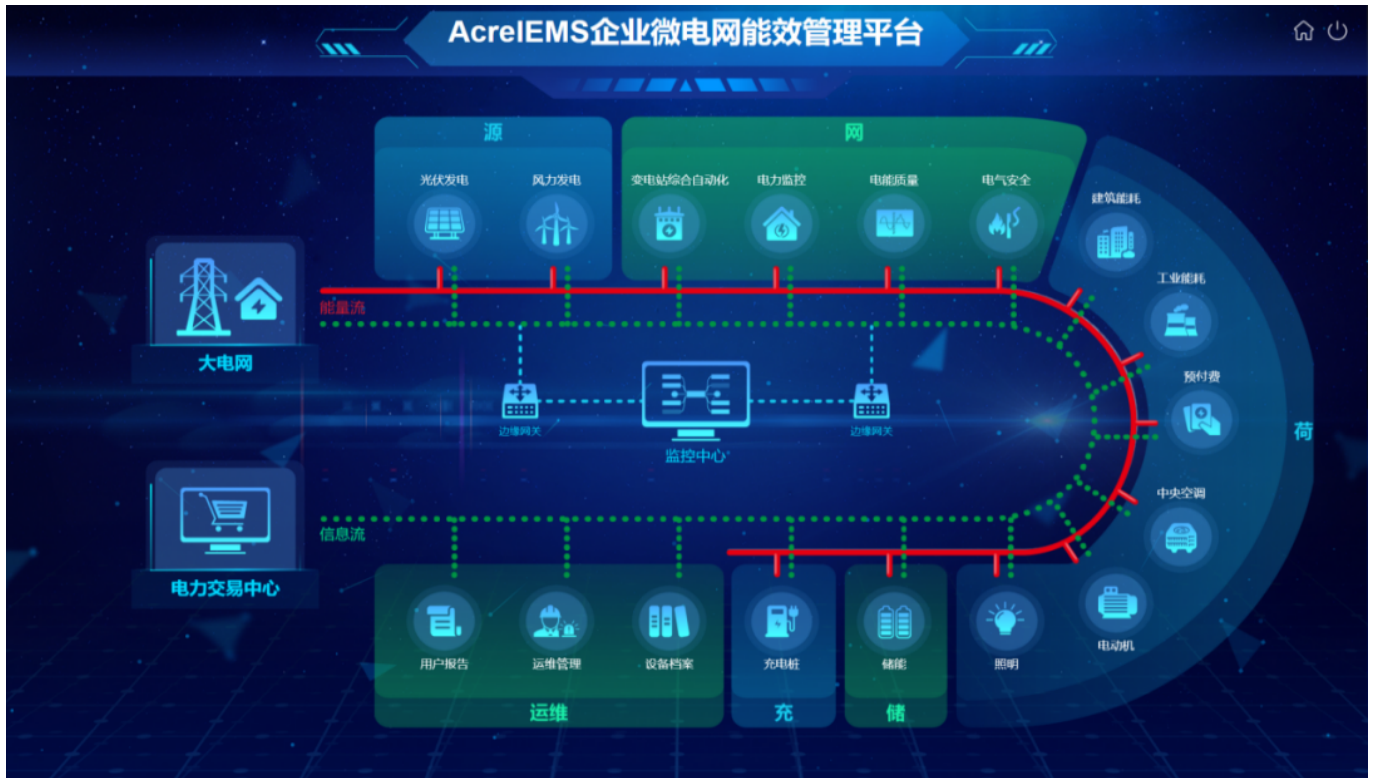 AcrelEMS企业微电网能效管理平台
源
网
光伏发电
风力发电
变电站综合自动化
电力监控
电能质量
电气安全
建筑能耗
工业能耗
预付费
荷
中央空调
电动机
能量流
大电网
边缘网关
监控中心
边缘网关
信息流
电力交易中心
用户报告
运维管理
设备档案
充电桩
储能
照明
运维
充
储